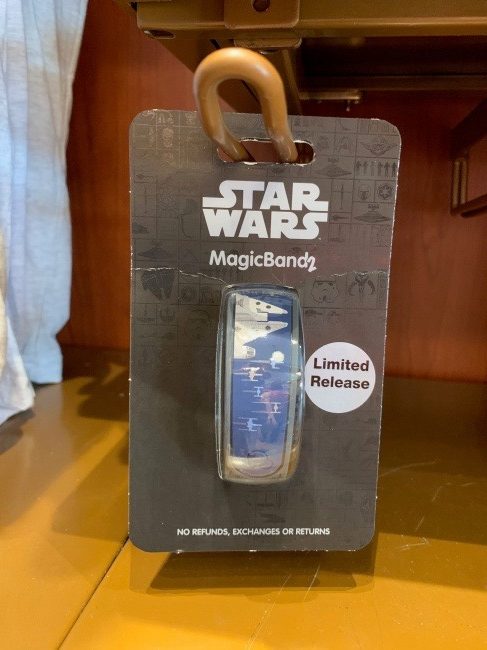 STAR
WARS
MagicBand2
Limited
Release
NO REFUNDS, EXCHANGES OR RETURNS